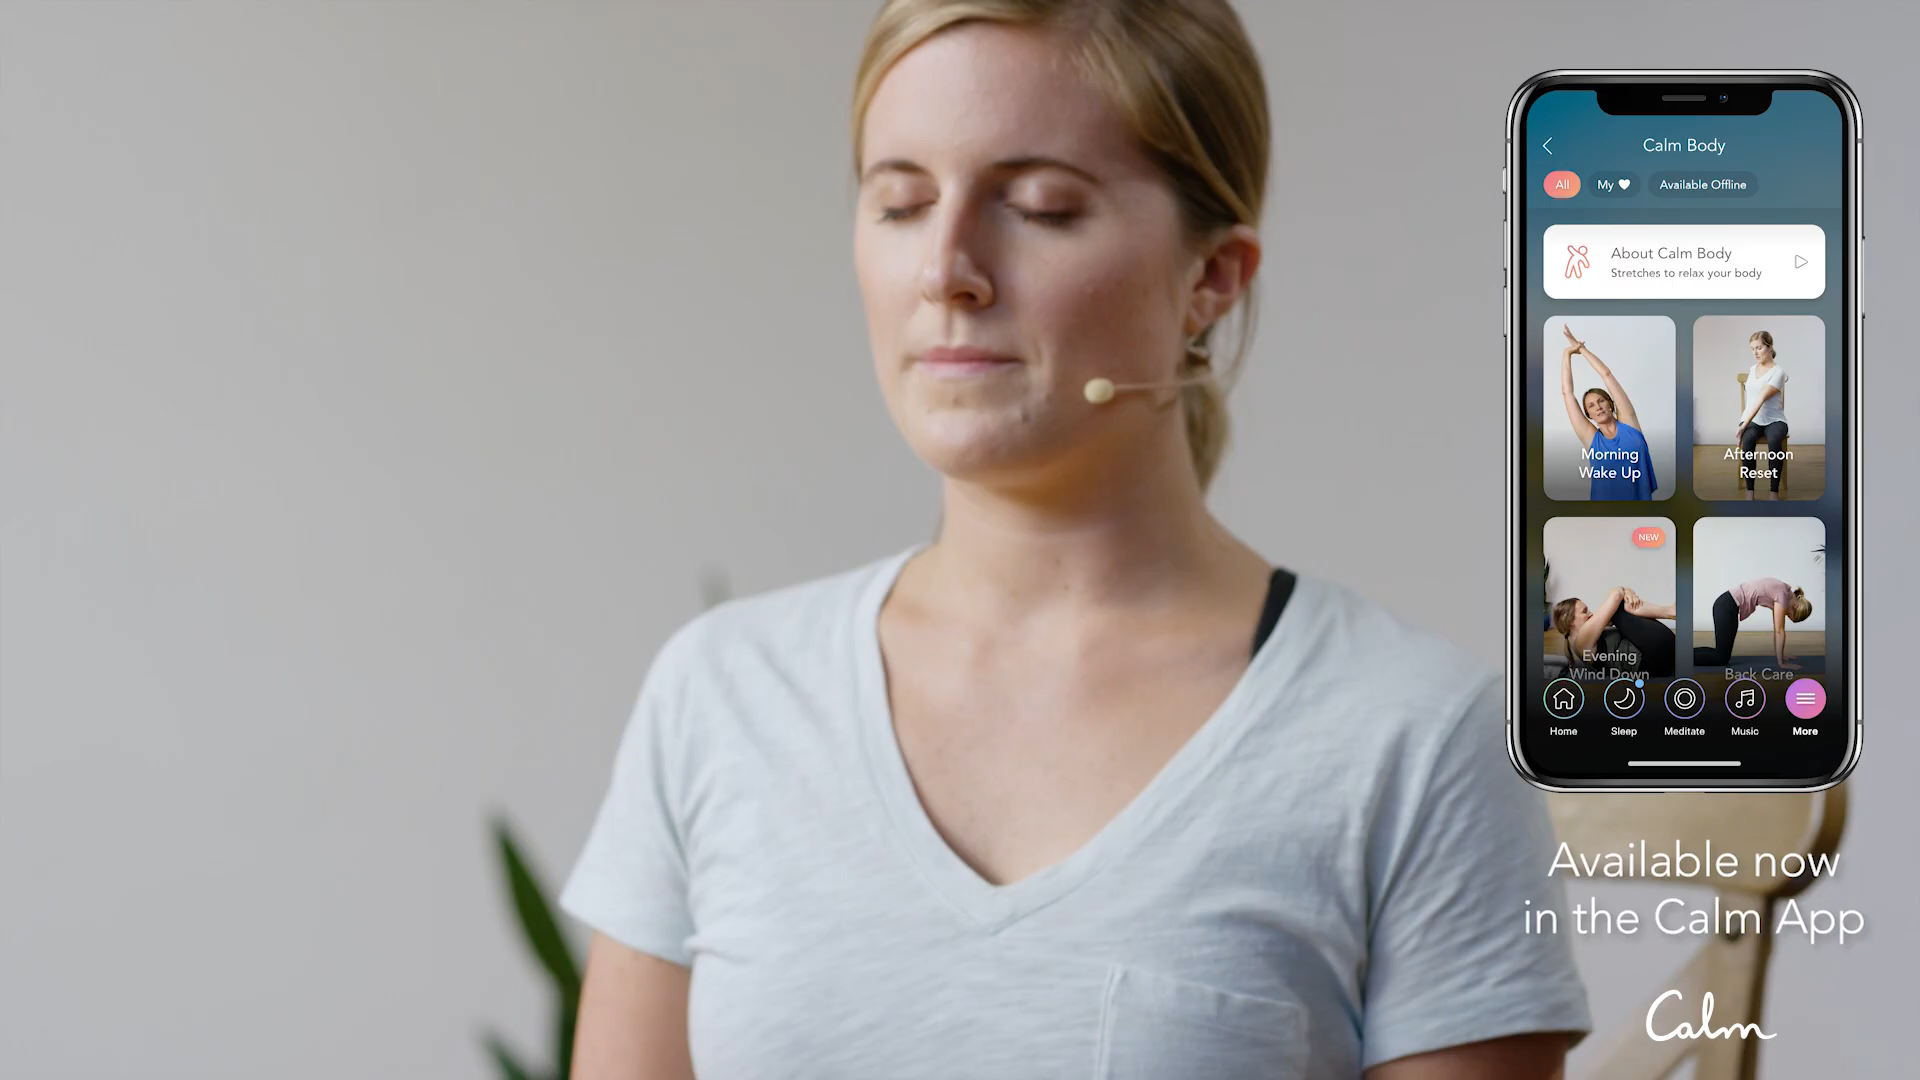 Calm Body
All
My
Available Offline
About Calm Body
Stretches to relax your body
Morning
Wake Up
Afternoon
Reset
NEW
Evening
Wind Down
Back Care
Home
Sleep
Meditate
Music
More
Available now
in the Calm App
Calm